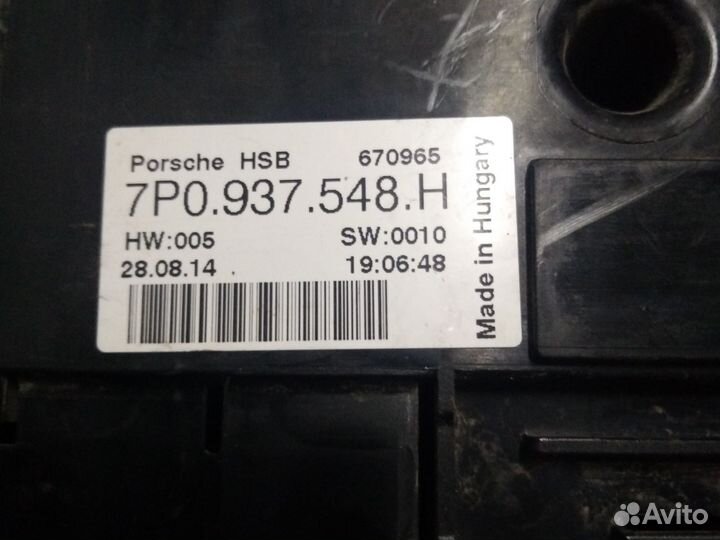 Porsche HSB 670965
7P0.937.548.H
HW:005 SW:0010
28.08.14 19:06:48
Made in Hungary
Avito